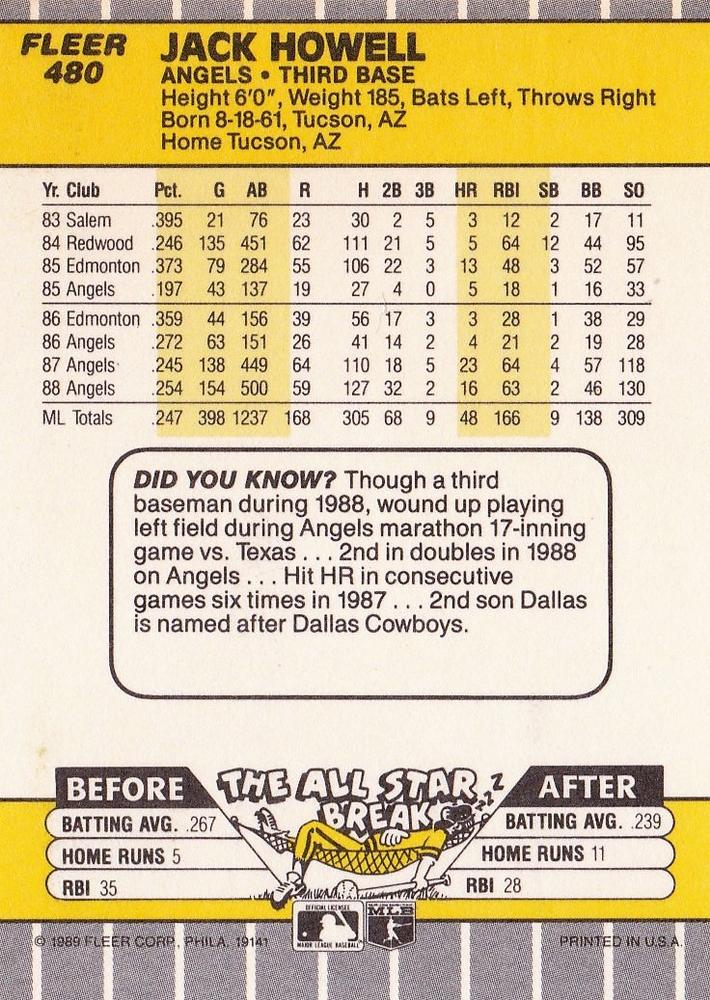 FLEER
480
JACK HOWELL
ANGELS • THIRD BASE
Height 6'0", Weight 185, Bats Left, Throws Right
Born 8-18-61, Tucson, AZ
Home Tucson, AZ
Yr. Club Pct. G AB R H 2B 3B HR RBI SB BB SO
83 Salem .395 21 76 23 30 2 5 3 12 2 17 11
84 Redwood .246 135 451 62 111 21 5 5 64 12 44 95
85 Edmonton .373 79 284 55 106 22 3 13 48 3 52 57
85 Angels .197 43 137 19 27 4 0 5 18 1 16 33
86 Edmonton .359 44 156 39 56 17 3 3 28 1 38 29
86 Angels .272 63 151 26 41 14 2 4 21 2 19 28
87 Angels .245 138 449 64 110 18 5 23 64 4 57 118
88 Angels .254 154 500 59 127 32 2 16 63 2 46 130
ML Totals .247 398 1237 168 305 68 9 48 166 9 138 309
DID YOU KNOW? Though a third
baseman during 1988, wound up playing
left field during Angels marathon 17-inning
game vs. Texas . . . 2nd in doubles in 1988
on Angels . . . Hit HR in consecutive
games six times in 1987 . . . 2nd son Dallas
is named after Dallas Cowboys.
BEFORE THE ALL STAR BREAK AFTER
zzz
BATTING AVG. .267 BATTING AVG. .239
HOME RUNS 5 HOME RUNS 11
RBI 35 RBI 28
OFFICIAL LICENSEE
MAJOR LEAGUE BASEBALL
MLB
© 1989 FLEER CORP., PHILA. 19141 PRINTED IN U.S.A.